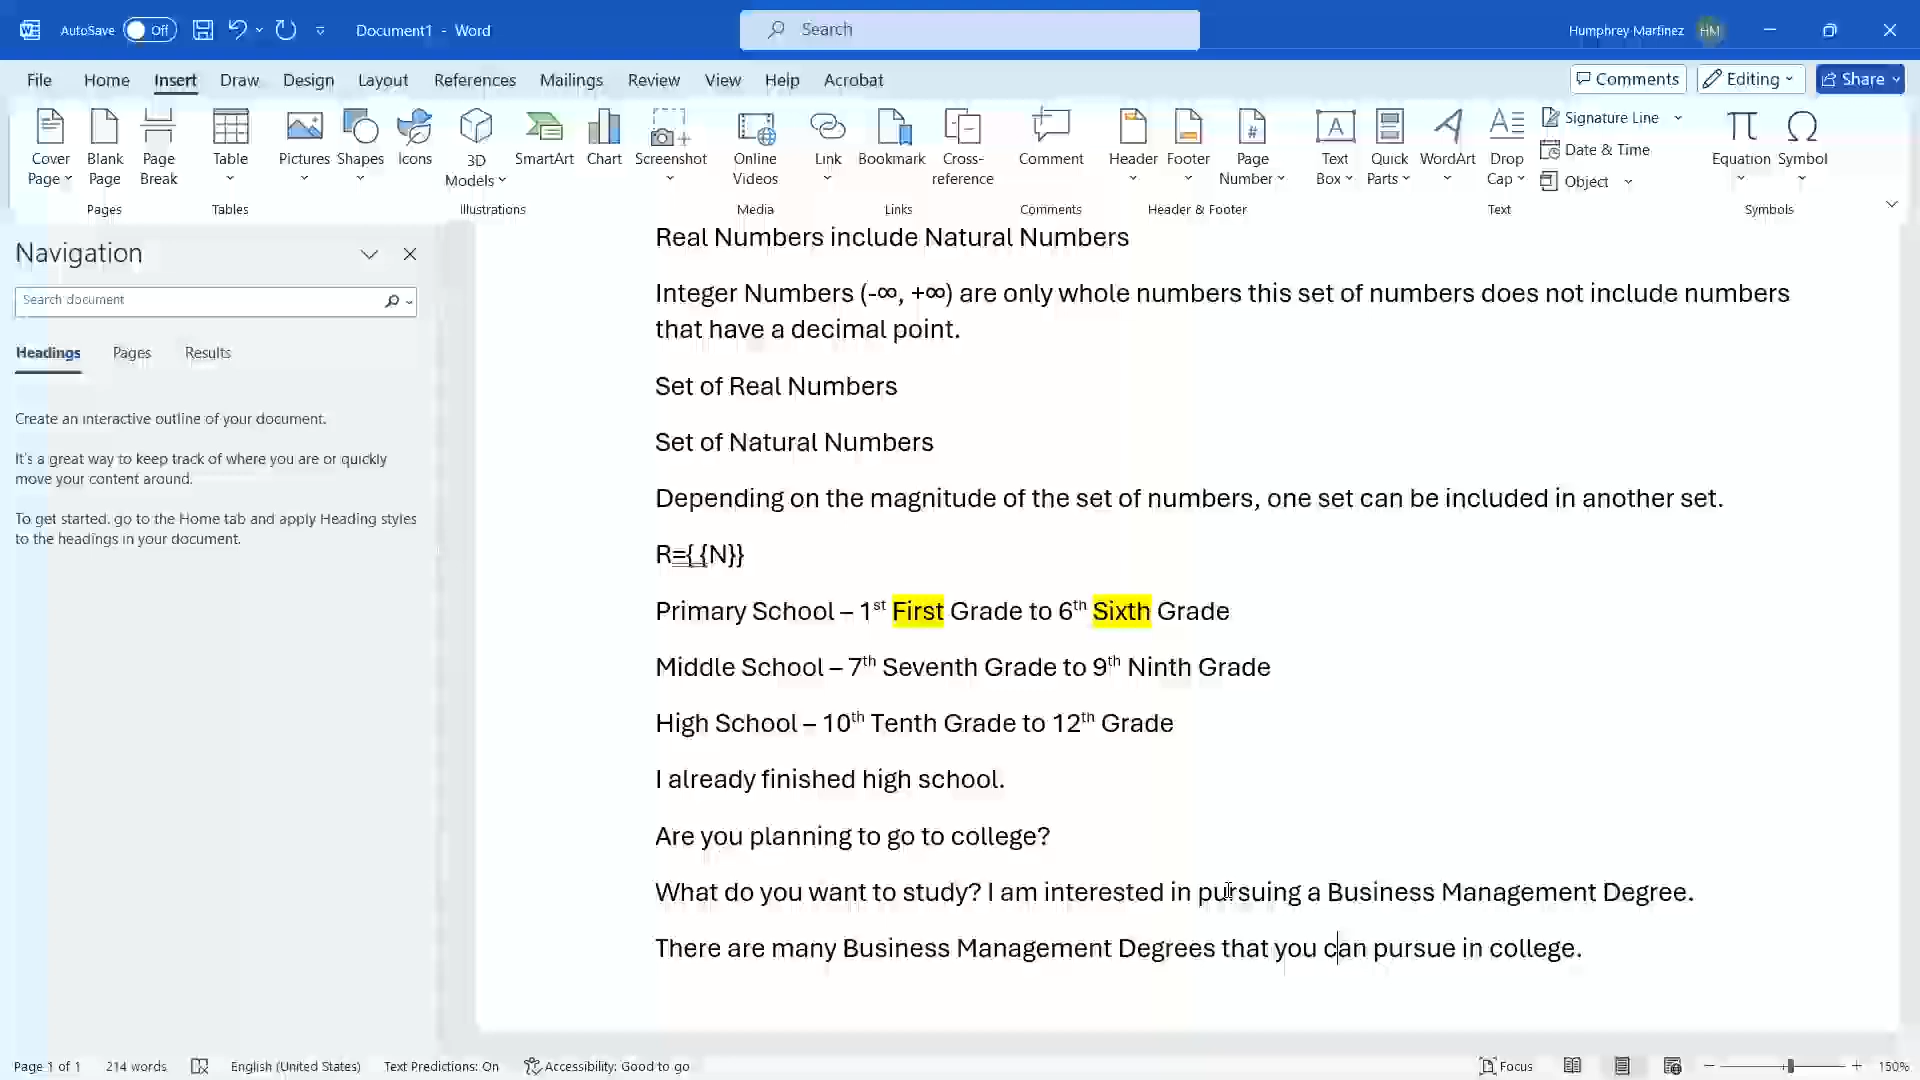 AutoSave Off Document1 - Word Search Humphrey Martinez HM
File Home Insert Draw Design Layout References Mailings Review View Help Acrobat Comments Editing Share
Cover Page Blank Page Page Break Table Pictures Shapes Icons 3D Models SmartArt Chart Screenshot Online Videos Link Bookmark Cross-reference Comment Header Footer Page Number Text Box Quick Parts WordArt Drop Cap Signature Line Date & Time Object Equation Symbol
Pages Tables Illustrations Media Links Comments Header & Footer Text Symbols
Navigation
Search document
Headings Pages Results
Create an interactive outline of your document.
It's a great way to keep track of where you are or quickly
move your content around.
To get started, go to the Home tab and apply Heading styles
to the headings in your document.
Real Numbers include Natural Numbers
Integer Numbers (-∞, +∞) are only whole numbers this set of numbers does not include numbers
that have a decimal point.
Set of Real Numbers
Set of Natural Numbers
Depending on the magnitude of the set of numbers, one set can be included in another set.
R={ {N}}
Primary School – 1st First Grade to 6th Sixth Grade
Middle School – 7th Seventh Grade to 9th Ninth Grade
High School – 10th Tenth Grade to 12th Grade
I already finished high school.
Are you planning to go to college?
What do you want to study? I am interested in pursuing a Business Management Degree.
There are many Business Management Degrees that you can pursue in college.
Page 1 of 1 214 words English (United States) Text Predictions: On Accessibility: Good to go Focus 150%